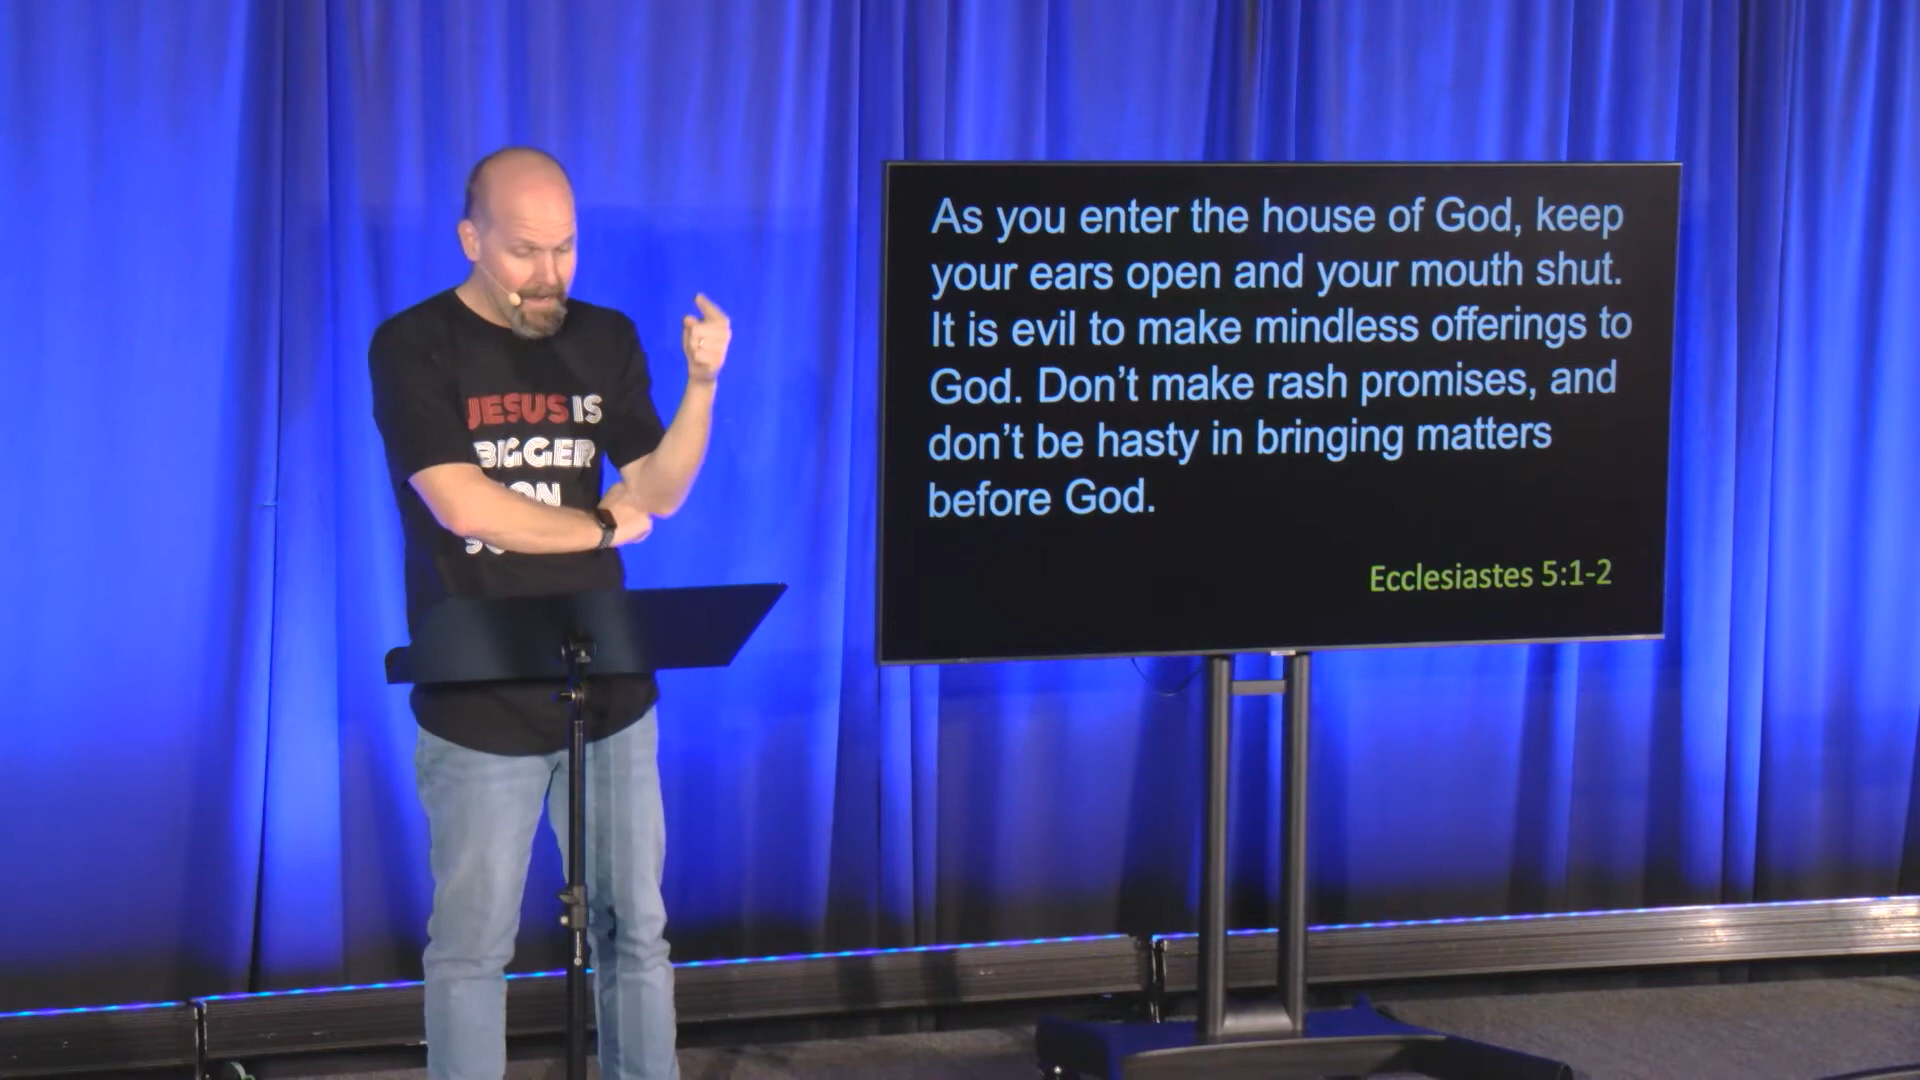 JESUS IS
BIGGER
As you enter the house of God, keep
your ears open and your mouth shut.
It is evil to make mindless offerings to
God. Don’t make rash promises, and
don’t be hasty in bringing matters
before God.
Ecclesiastes 5:1-2